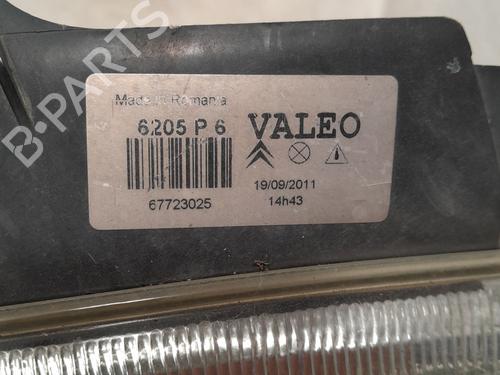 Made in Romania
6205 P 6 VALEO
67723025
19/09/2011
14h43
B-PARTS